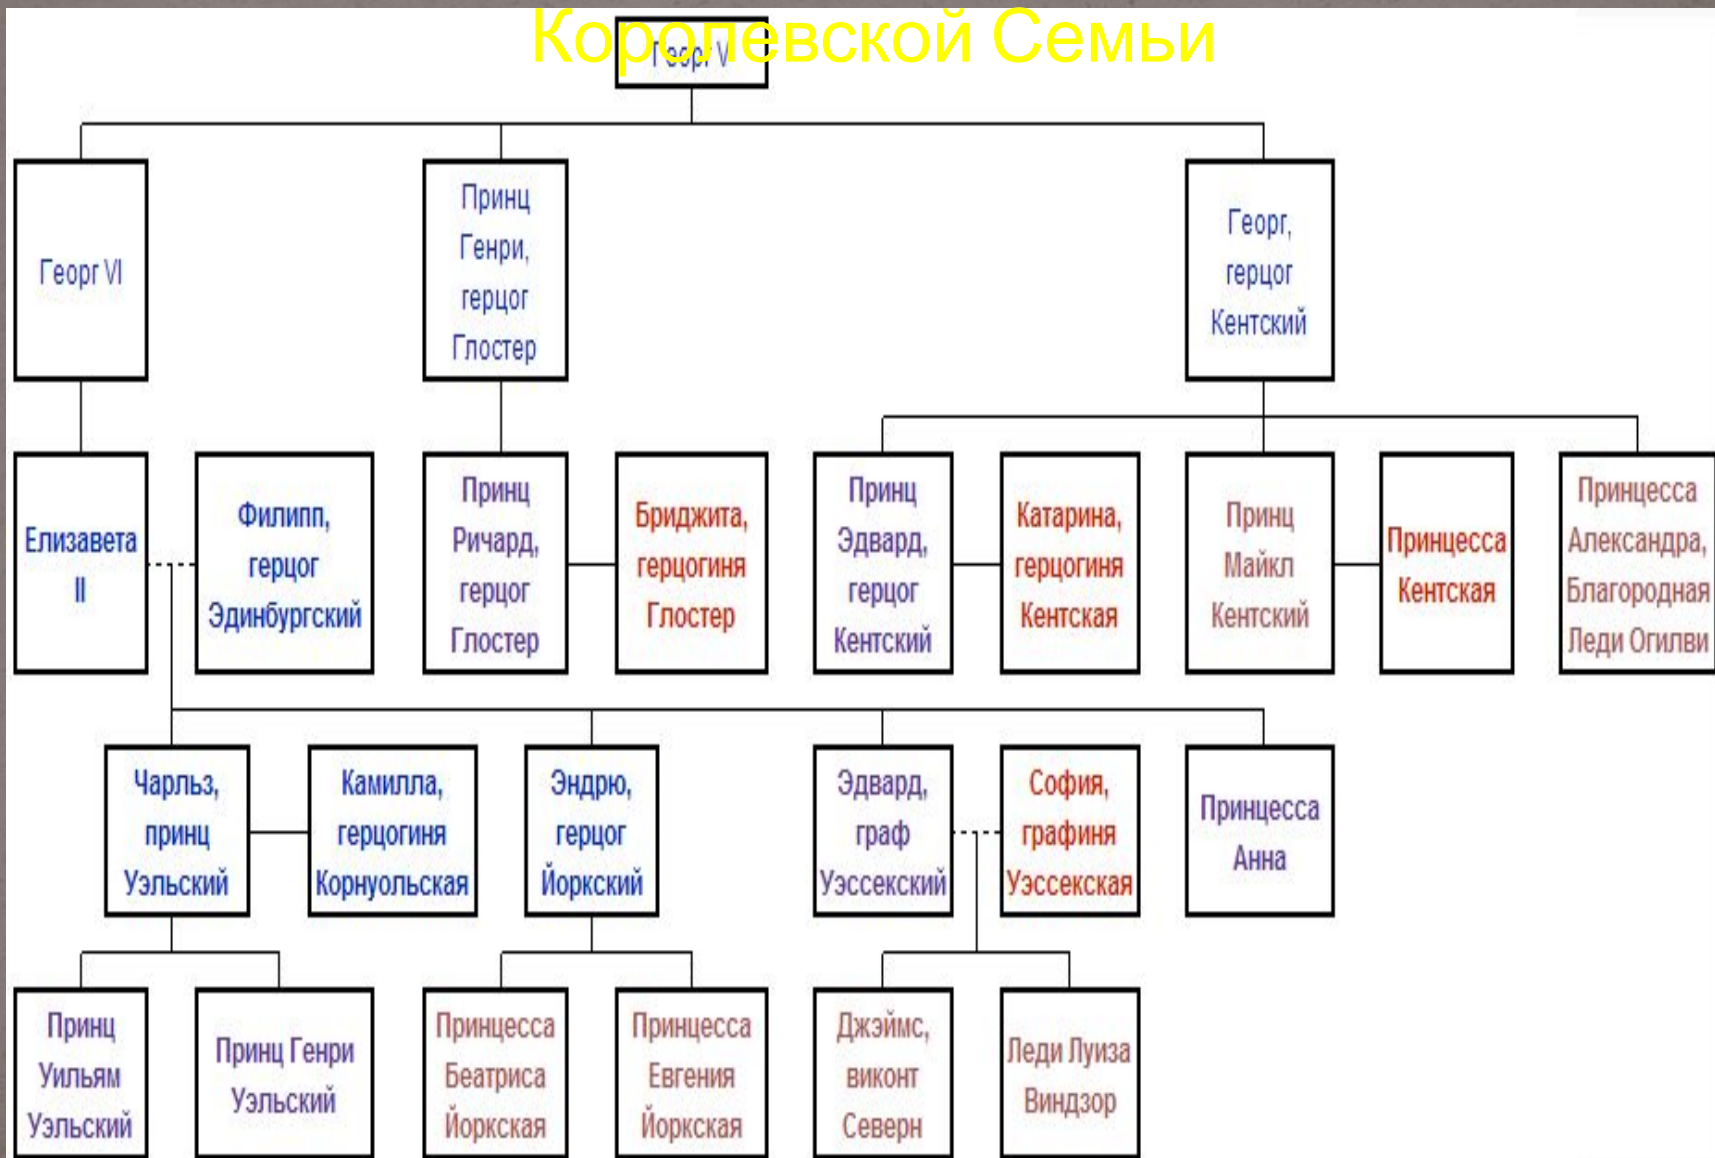 Королевской Семьи
Георг V
Георг VI
Принц
Генри,
герцог
Глостер
Георг,
герцог
Кентский
Елизавета
II
Филипп,
герцог
Эдинбургский
Принц
Ричард,
герцог
Глостер
Бриджита,
герцогиня
Глостер
Принц
Эдвард,
герцог
Кентский
Катарина,
герцогиня
Кентская
Принц
Майкл
Кентский
Принцесса
Кентская
Принцесса
Александра,
Благородная
Леди Огилви
Чарльз,
принц
Уэльский
Камилла,
герцогиня
Корнуольская
Эндрю,
герцог
Йоркский
Эдвард,
граф
Уэссекский
София,
графиня
Уэссекская
Принцесса
Анна
Принц
Уильям
Уэльский
Принц Генри
Уэльский
Принцесса
Беатриса
Йоркская
Принцесса
Евгения
Йоркская
Джэймс,
виконт
Северн
Леди Луиза
Виндзор